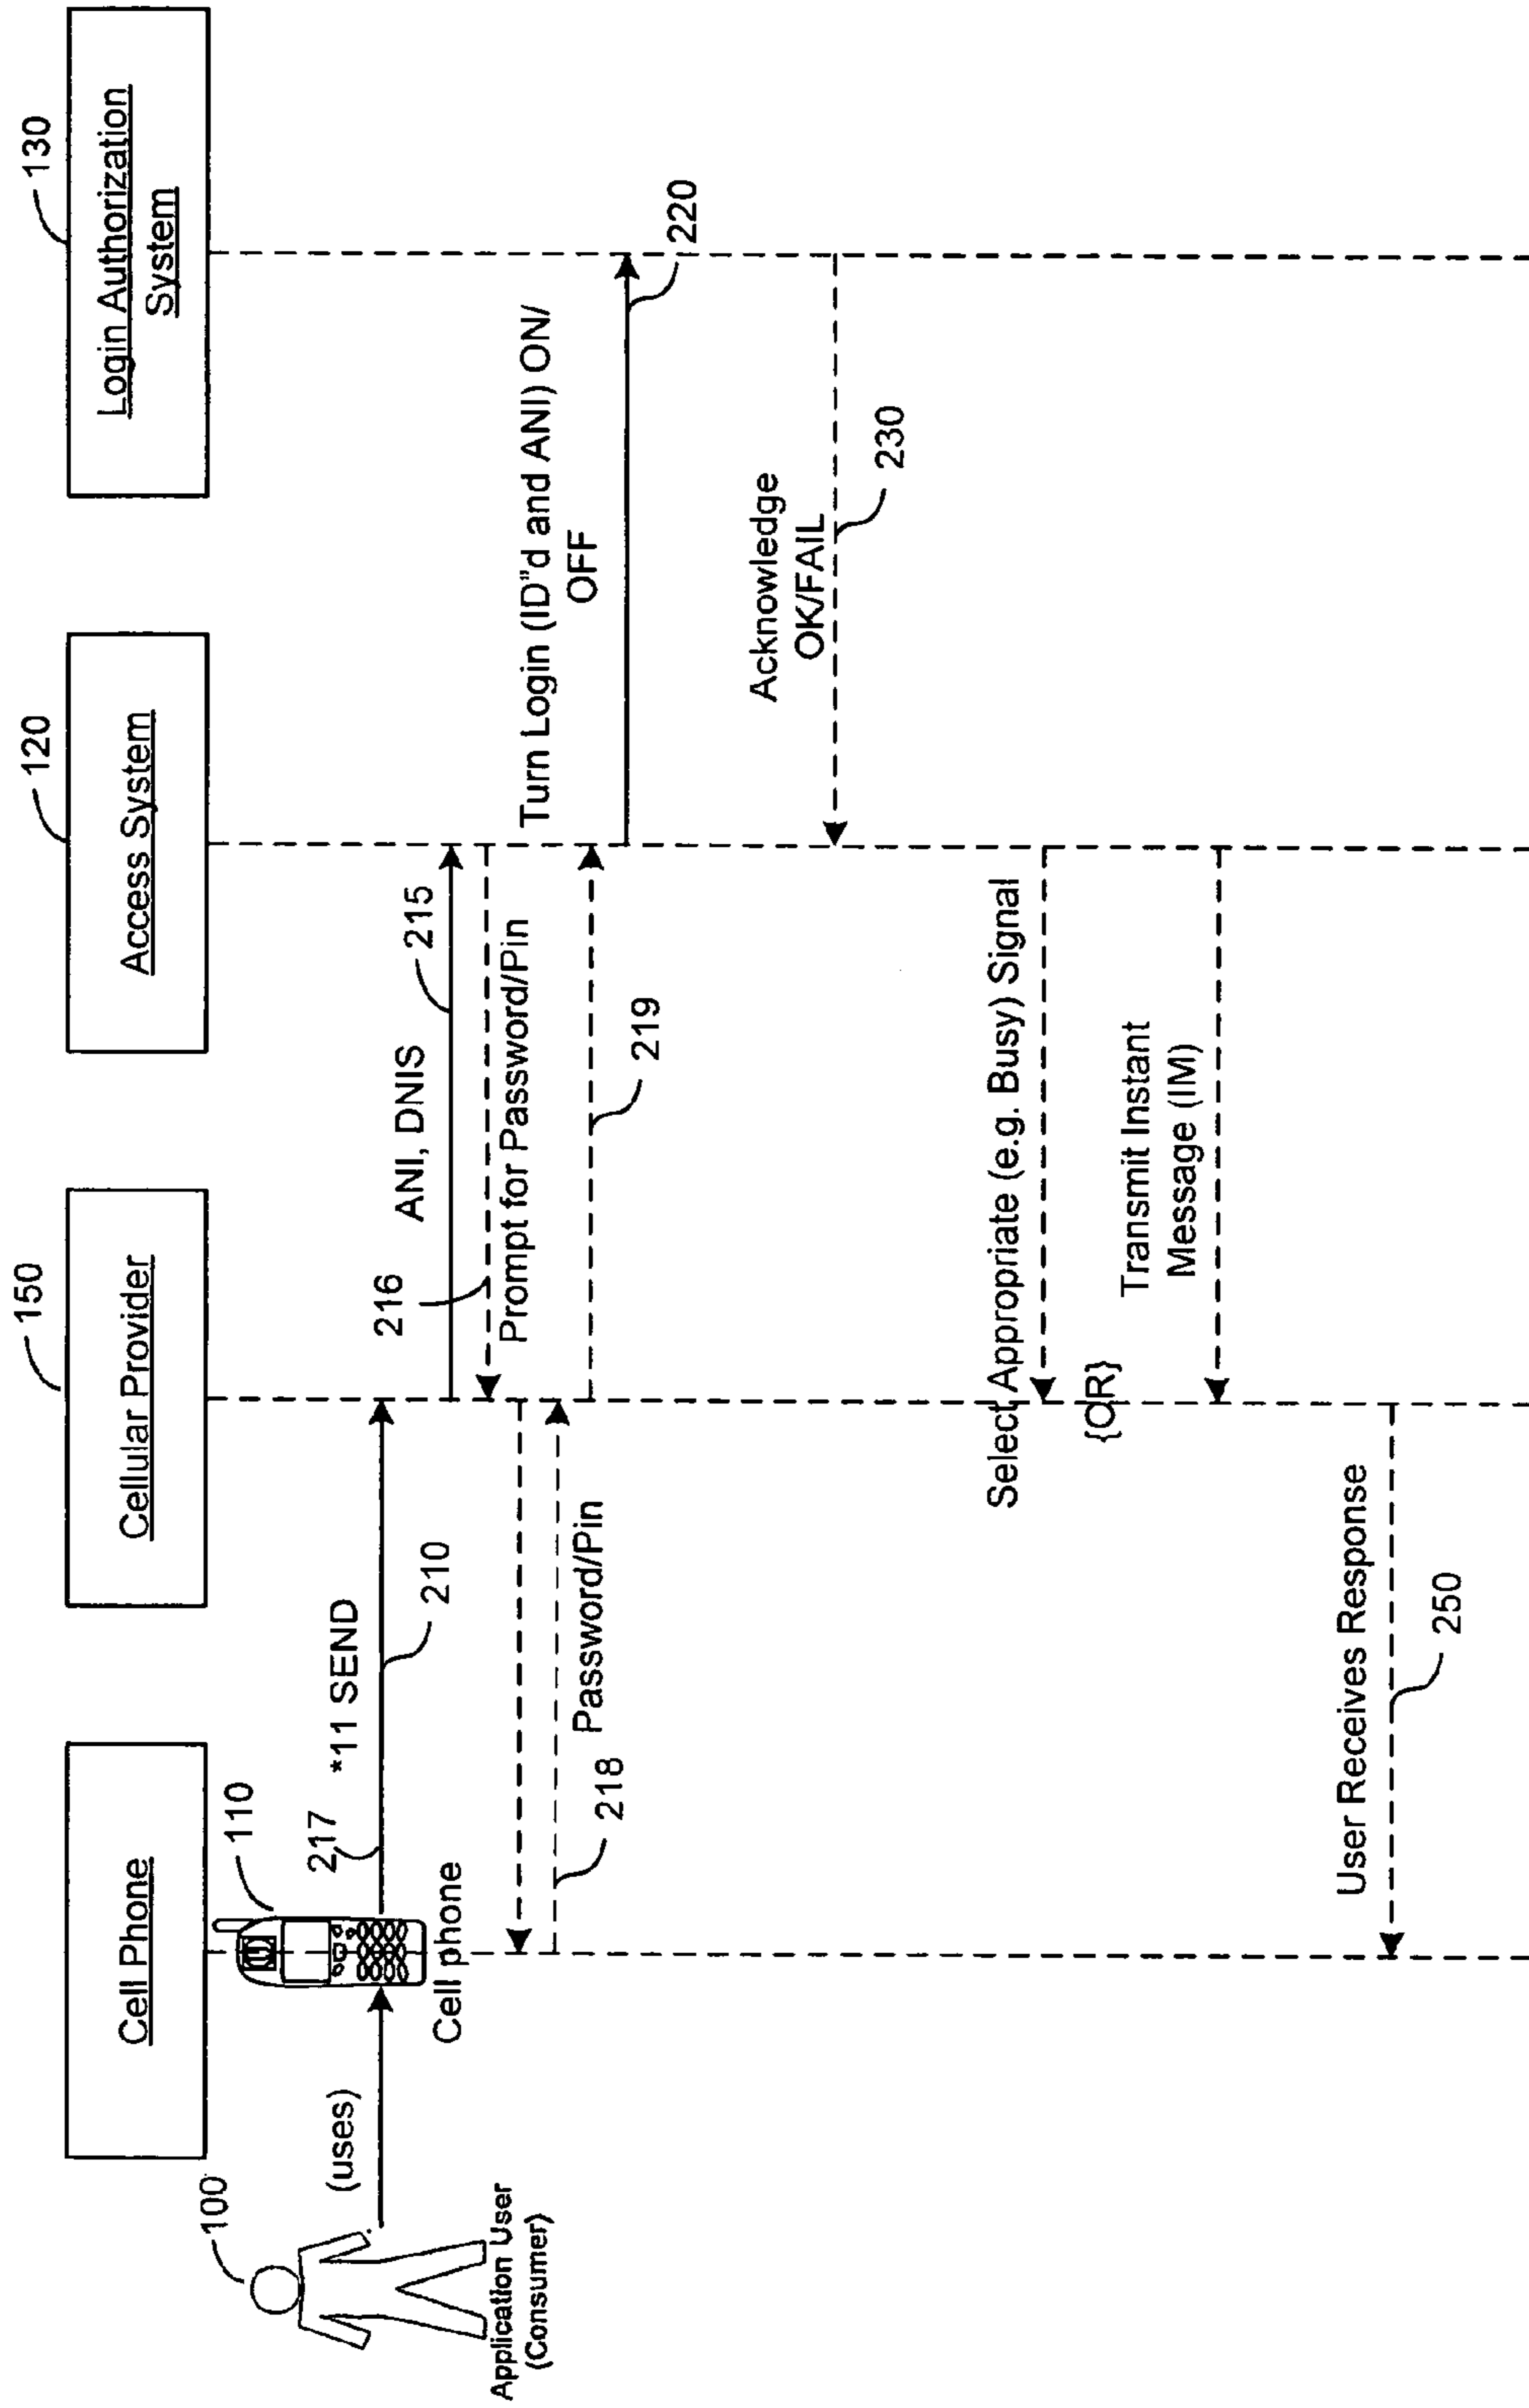 100
Application User
(Consumer)
(uses)
Cell Phone
110
Cell phone
217
*11 SEND
210
218
Password/Pin
User Receives Response
250
150
Cellular Provider
216
ANI, DNIS
215
Prompt for Password/Pin
219
Select Appropriate (e.g. Busy) Signal
{OR}
Transmit Instant
Message (IM)
120
Access System
Turn Login (ID"d and ANI) ON/
OFF
220
Acknowledge
OK/FAIL
230
130
Login Authorization
System